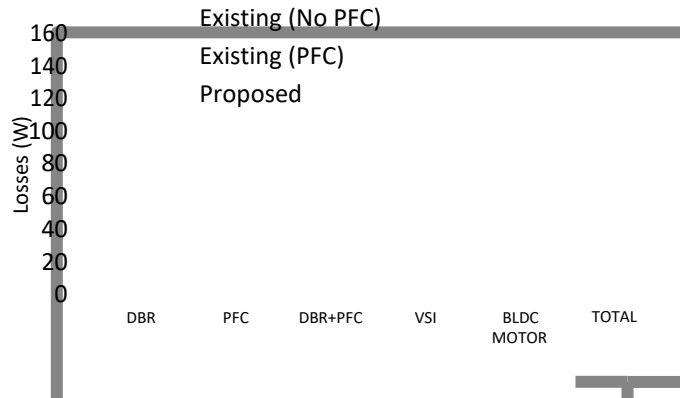 Existing (No PFC)
Existing (PFC)
Proposed
160
140
120
100
80
60
40
20
0
Losses (W)
DBR PFC DBR+PFC VSI BLDC MOTOR TOTAL